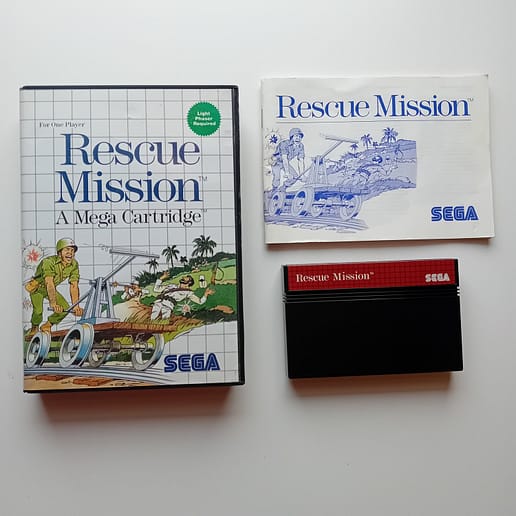 For One Player
Light
Phaser
Required
Rescue
Mission™
A Mega Cartridge™
SEGA
Rescue Mission™
SEGA
Rescue Mission™
SEGA